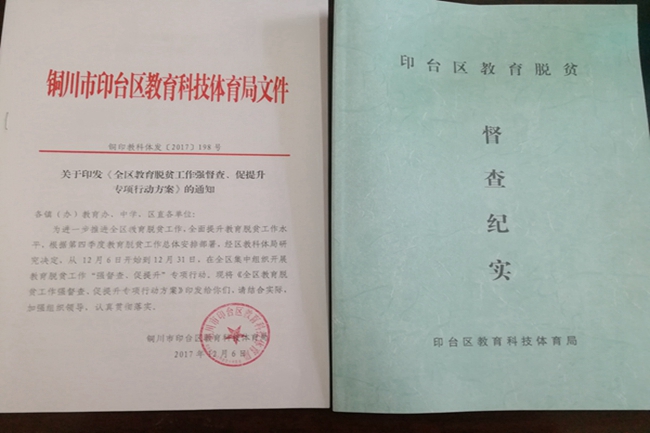 铜川市印台区教育科技体育局文件
铜印教科体发〔2017〕198号
关于印发《全区教育脱贫工作强督查、促提升
专项行动方案》的通知
各镇（办）教育办、中学、区直各单位：
为进一步推进全区教育脱贫工作，全面提升教育脱贫工作水
平，根据第四季度教育脱贫工作总体安排部署，经区教科体局研
究决定，从12月6日开始到12月31日，在全区集中组织开展
教育脱贫工作“强督查、促提升”专项行动。现将《全区教育脱
贫工作强督查、促提升专项行动方案》印发给你们，请结合实际，
加强组织领导，认真贯彻落实。
铜川市印台区教育科技体育局
2017年12月6日
印台区教育脱贫
督查纪实
印台区教育科技体育局